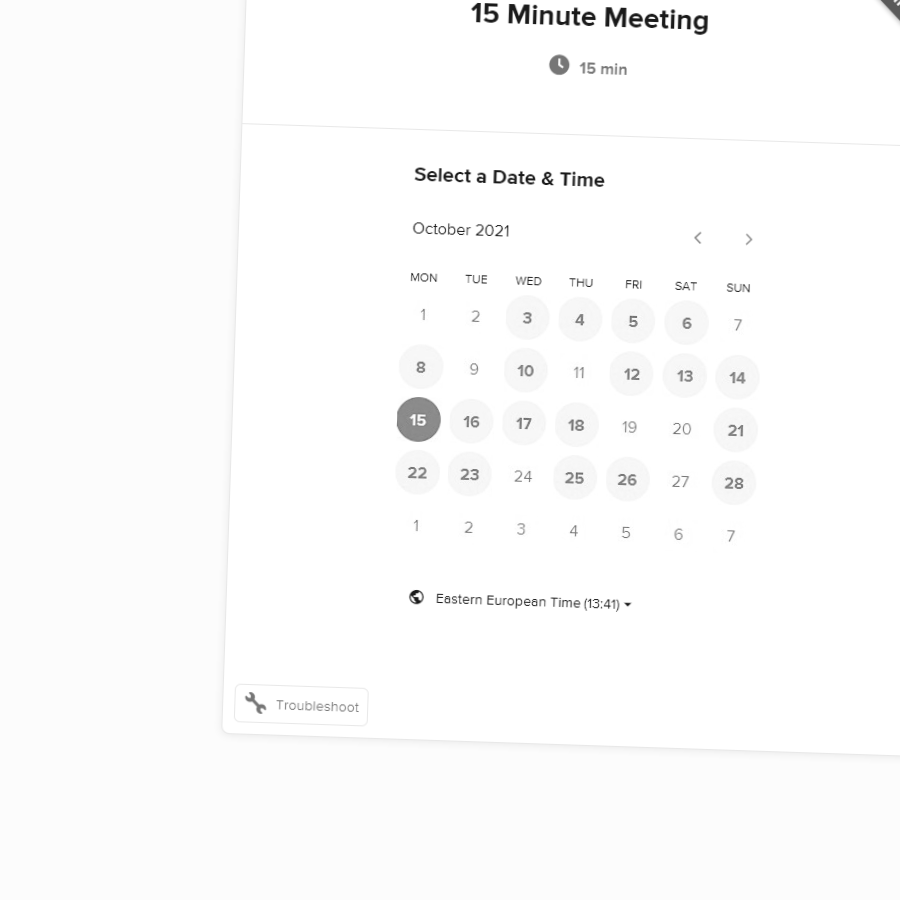 15 Minute Meeting
15 min
Select a Date & Time
October 2021
MON TUE WED THU FRI SAT SUN
1 2 3 4 5 6 7
8 9 10 11 12 13 14
15 16 17 18 19 20 21
22 23 24 25 26 27 28
1 2 3 4 5 6 7
Eastern European Time (13:41)
Troubleshoot